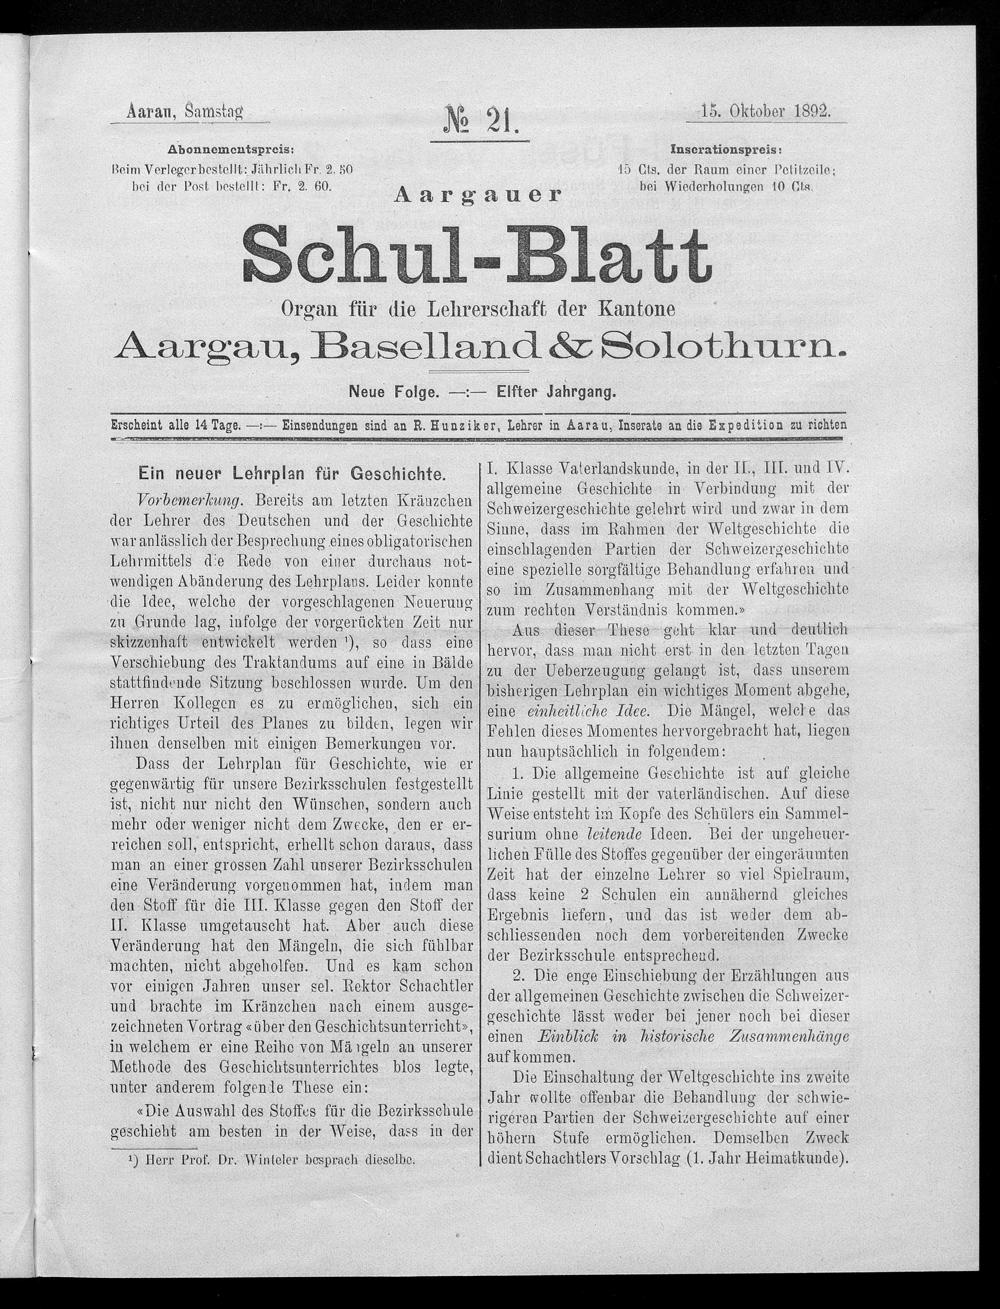 Aarau, Samstag
№ 21.
15. Oktober 1892.
Abonnementspreis:
Beim Verleger bestellt: Jährlich Fr. 2. 50
bei der Post bestellt: Fr. 2. 60.
Inserationspreis:
15 Cts. der Raum einer Petitzeile;
bei Wiederholungen 10 Cts.
Aargauer
Schul-Blatt
Organ für die Lehrerschaft der Kantone
Aargau, Baselland & Solothurn.
Neue Folge. —:— Elfter Jahrgang.
Erscheint alle 14 Tage. —:— Einsendungen sind an R. Hunziker, Lehrer in Aarau, Inserate an die Expedition zu richten
Ein neuer Lehrplan für Geschichte.
Vorbemerkung. Bereits am letzten Kränzchen
der Lehrer des Deutschen und der Geschichte
war anlässlich der Besprechung eines obligatorischen
Lehrmittels die Rede von einer durchaus not-
wendigen Abänderung des Lehrplans. Leider konnte
die Idee, welche der vorgeschlagenen Neuerung
zu Grunde lag, infolge der vorgerückten Zeit nur
skizzenhaft entwickelt werden ¹), so dass eine
Verschiebung des Traktandums auf eine in Bälde
stattfindende Sitzung beschlossen wurde. Um den
Herren Kollegen es zu ermöglichen, sich ein
richtiges Urteil des Planes zu bilden, legen wir
ihnen denselben mit einigen Bemerkungen vor.
Dass der Lehrplan für Geschichte, wie er
gegenwärtig für unsere Bezirksschulen festgestellt
ist, nicht nur nicht den Wünschen, sondern auch
mehr oder weniger nicht dem Zwecke, den er er-
reichen soll, entspricht, erhellt schon daraus, dass
man an einer grossen Zahl unserer Bezirksschulen
eine Veränderung vorgenommen hat, indem man
den Stoff für die III. Klasse gegen den Stoff der
II. Klasse umgetauscht hat. Aber auch diese
Veränderung hat den Mängeln, die sich fühlbar
machten, nicht abgeholfen. Und es kam schon
vor einigen Jahren unser sel. Rektor Schachtler
und brachte im Kränzchen nach einem ausge-
zeichneten Vortrag «über den Geschichtsunterricht»,
in welchem er eine Reihe von Mängeln an unserer
Methode des Geschichtsunterrichtes blos legte,
unter anderem folgende These ein:
«Die Auswahl des Stoffes für die Bezirksschule
geschieht am besten in der Weise, dass in der
¹) Herr Prof. Dr. Winteler besprach dieselbe.
I. Klasse Vaterlandskunde, in der II., III. und IV.
allgemeine Geschichte in Verbindung mit der
Schweizergeschichte gelehrt wird und zwar in dem
Sinne, dass im Rahmen der Weltgeschichte die
einschlagenden Partien der Schweizergeschichte
eine spezielle sorgfältige Behandlung erfahren und
so im Zusammenhang mit der Weltgeschichte
zum rechten Verständnis kommen.»
Aus dieser These geht klar und deutlich
hervor, dass man nicht erst in den letzten Tagen
zu der Ueberzeugung gelangt ist, dass unserem
bisherigen Lehrplan ein wichtiges Moment abgehe,
eine einheitliche Idee. Die Mängel, welche das
Fehlen dieses Momentes hervorgebracht hat, liegen
nun hauptsächlich in folgendem:
1. Die allgemeine Geschichte ist auf gleiche
Linie gestellt mit der vaterländischen. Auf diese
Weise entsteht im Kopfe des Schülers ein Sammel-
surium ohne leitende Ideen. Bei der ungeheuer-
lichen Fülle des Stoffes gegenüber der eingeräumten
Zeit hat der einzelne Lehrer so viel Spielraum,
dass keine 2 Schulen ein annähernd gleiches
Ergebnis liefern, und das ist weder dem ab-
schliessenden noch dem vorbereitenden Zwecke
der Bezirksschule entsprechend.
2. Die enge Einschiebung der Erzählungen aus
der allgemeinen Geschichte zwischen die Schweizer-
geschichte lässt weder bei jener noch bei dieser
einen Einblick in historische Zusammenhänge
aufkommen.
Die Einschaltung der Weltgeschichte ins zweite
Jahr wollte offenbar die Behandlung der schwie-
rigeren Partien der Schweizergeschichte auf einer
höhern Stufe ermöglichen. Demselben Zweck
dient Schachtlers Vorschlag (1. Jahr Heimatkunde).